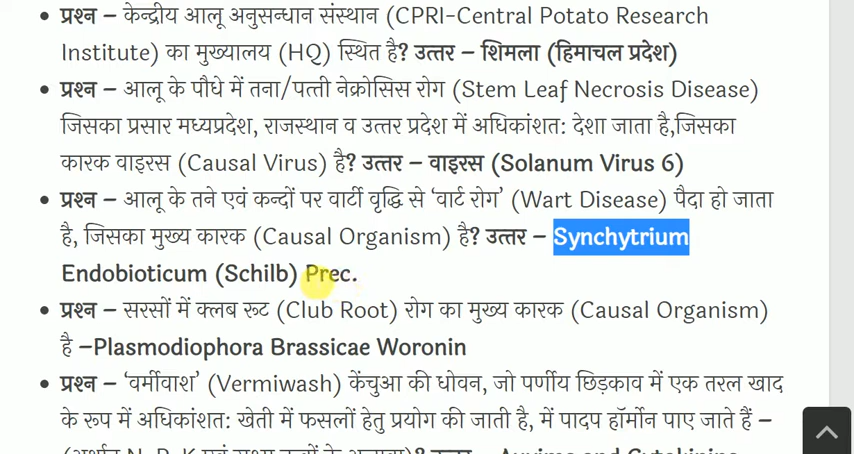 • प्रश्न – केन्द्रीय आलू अनुसन्धान संस्थान (CPRI-Central Potato Research
Institute) का मुख्यालय (HQ) स्थित है? उत्तर – शिमला (हिमाचल प्रदेश)
• प्रश्न – आलू के पौधे में तना/पत्ती नेक्रोसिस रोग (Stem Leaf Necrosis Disease)
जिसका प्रसार मध्यप्रदेश, राजस्थान व उत्तर प्रदेश में अधिकांशत: देशा जाता है,जिसका
कारक वाइरस (Causal Virus) है? उत्तर – वाइरस (Solanum Virus 6)
• प्रश्न – आलू के तने एवं कन्दों पर वार्टी वृद्धि से ‘वार्ट रोग’ (Wart Disease) पैदा हो जाता
है, जिसका मुख्य कारक (Causal Organism) है? उत्तर – Synchytrium
Endobioticum (Schilb) Prec.
• प्रश्न – सरसों में क्लब रूट (Club Root) रोग का मुख्य कारक (Causal Organism)
है –Plasmodiophora Brassicae Woronin
• प्रश्न – ‘वर्मीवाश’ (Vermiwash) केंचुआ की धोवन, जो पर्णीय छिड़काव में एक तरल खाद
के रूप में अधिकांशत: खेती में फसलों हेतु प्रयोग की जाती है, में पादप हॉर्मोन पाए जाते हैं –